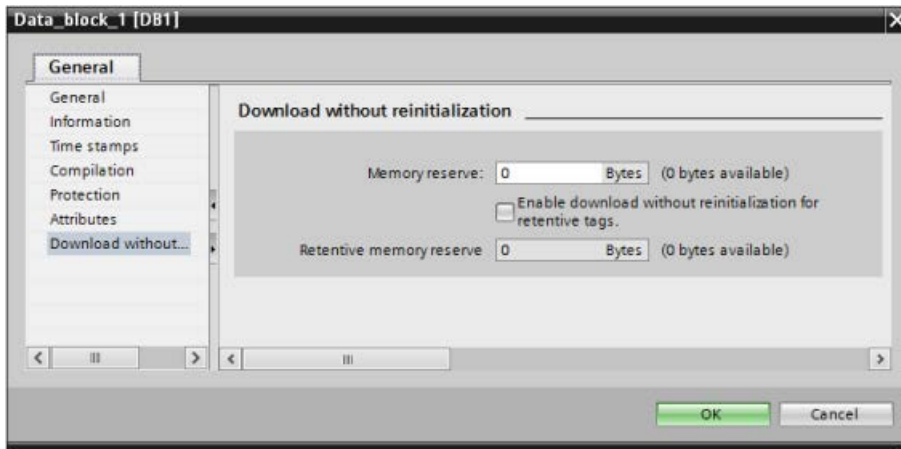 Data_block_1 [DB1]
General
General
Information
Time stamps
Compilation
Protection
Attributes
Download without...
Download without reinitialization
Memory reserve: 0 Bytes (0 bytes available)
Enable download without reinitialization for
retentive tags.
Retentive memory reserve 0 Bytes (0 bytes available)
OK Cancel